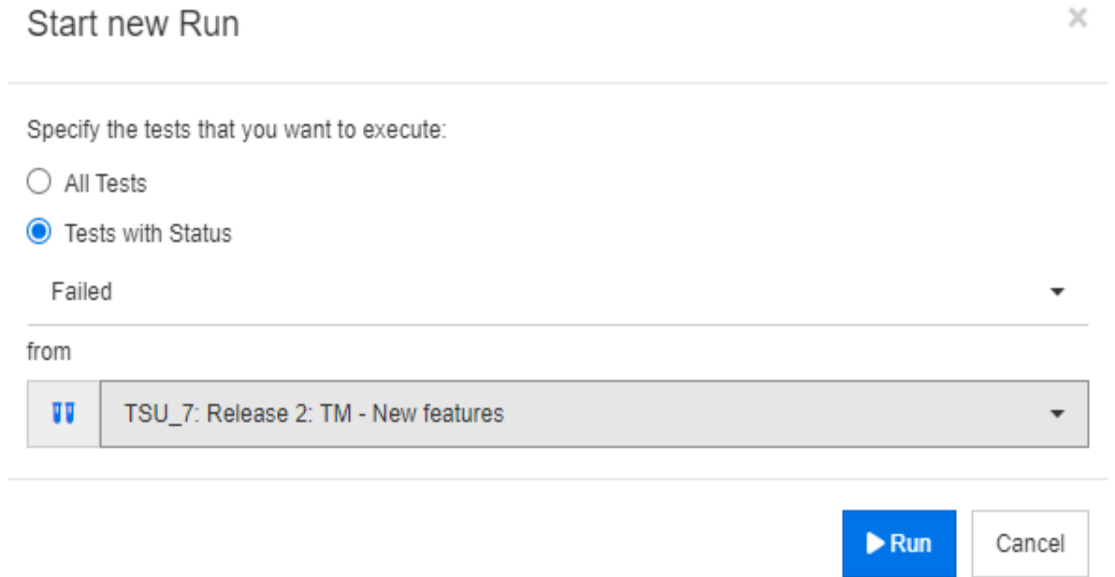 Start new Run
Specify the tests that you want to execute:
All Tests
Tests with Status
Failed
from
TSU_7: Release 2: TM - New features
Run
Cancel